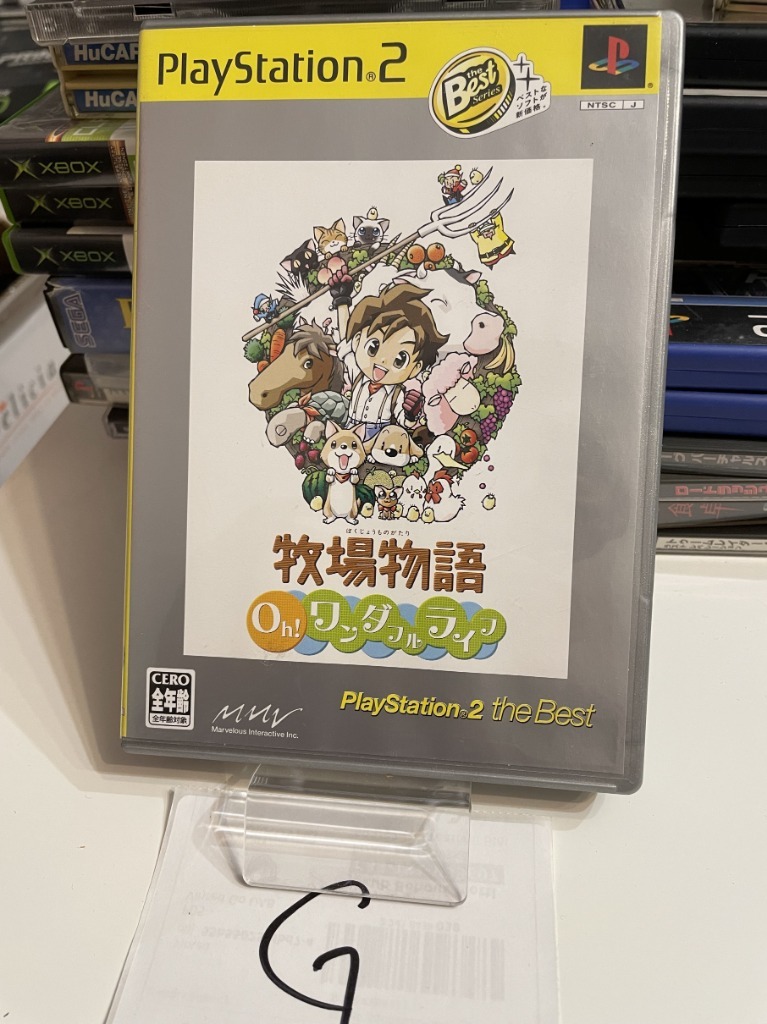 PlayStation®2
the Best Series
ベストな
ソフトが
新価格。
NTSC J
HuCA
HuCA
XBOX
XBOX
XBOX
SEGA
ぼくじょうものがたり
牧場物語
Oh! ワンダフルライフ
CERO
全年齢
全年齢対象
MMV
Marvelous Interactive Inc.
PlayStation®2 the Best
G